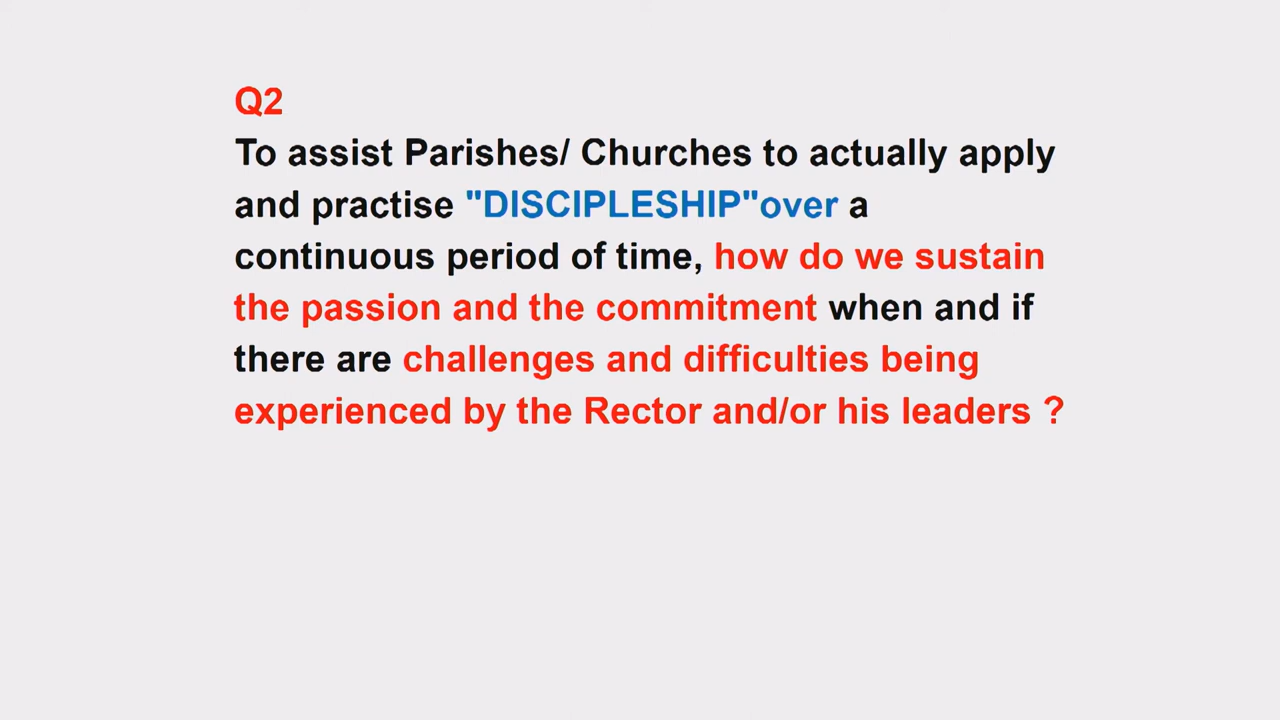 Q2
To assist Parishes/ Churches to actually apply
and practise "DISCIPLESHIP"over a
continuous period of time, how do we sustain
the passion and the commitment when and if
there are challenges and difficulties being
experienced by the Rector and/or his leaders ?